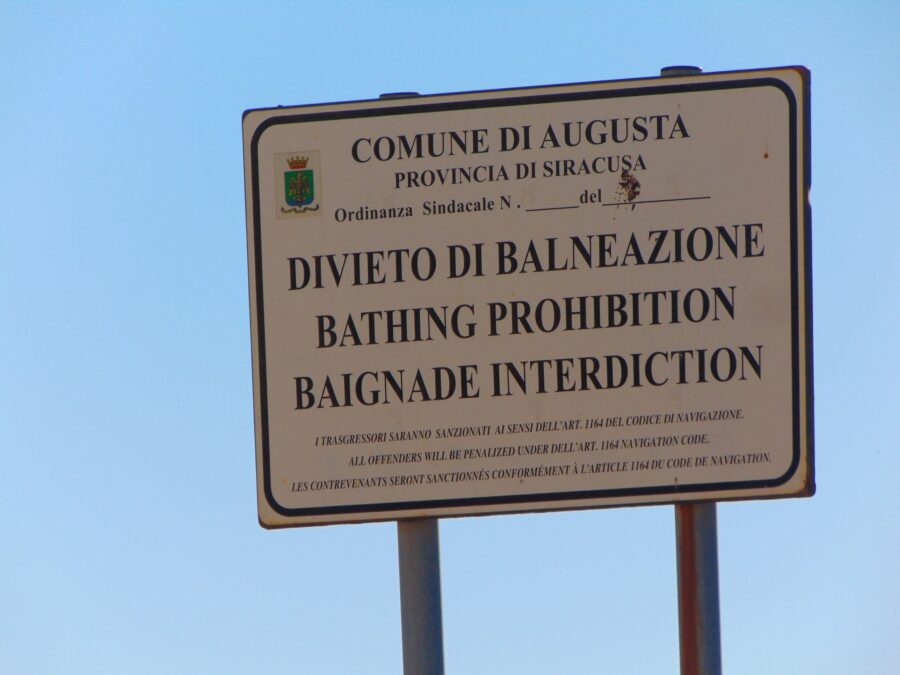 COMUNE DI AUGUSTA
PROVINCIA DI SIRACUSA
Ordinanza Sindacale N . ______ del __________
DIVIETO DI BALNEAZIONE
BATHING PROHIBITION
BAIGNADE INTERDICTION
I TRASGRESSORI SARANNO SANZIONATI AI SENSI DELL'ART. 1164 DEL CODICE DI NAVIGAZIONE.
ALL OFFENDERS WILL BE PENALIZED UNDER DELL'ART. 1164 NAVIGATION CODE.
LES CONTREVENANTS SERONT SANCTIONNÉS CONFORMÉMENT À L'ARTICLE 1164 DU CODE DE NAVIGATION.